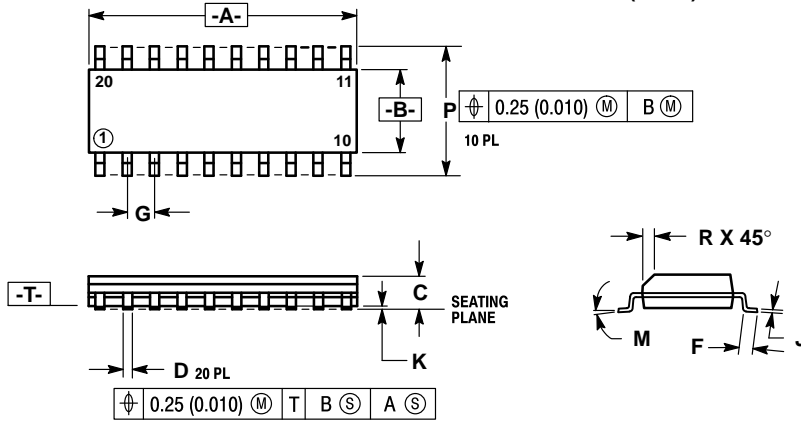 -A-
20
11
-B-
P
⌖ 0.25 (0.010) Ⓜ B Ⓜ
10 PL
①
10
G
R X 45°
-T-
C
SEATING
PLANE
M
F
K
D 20 PL
⌖ 0.25 (0.010) Ⓜ T B Ⓢ A Ⓢ